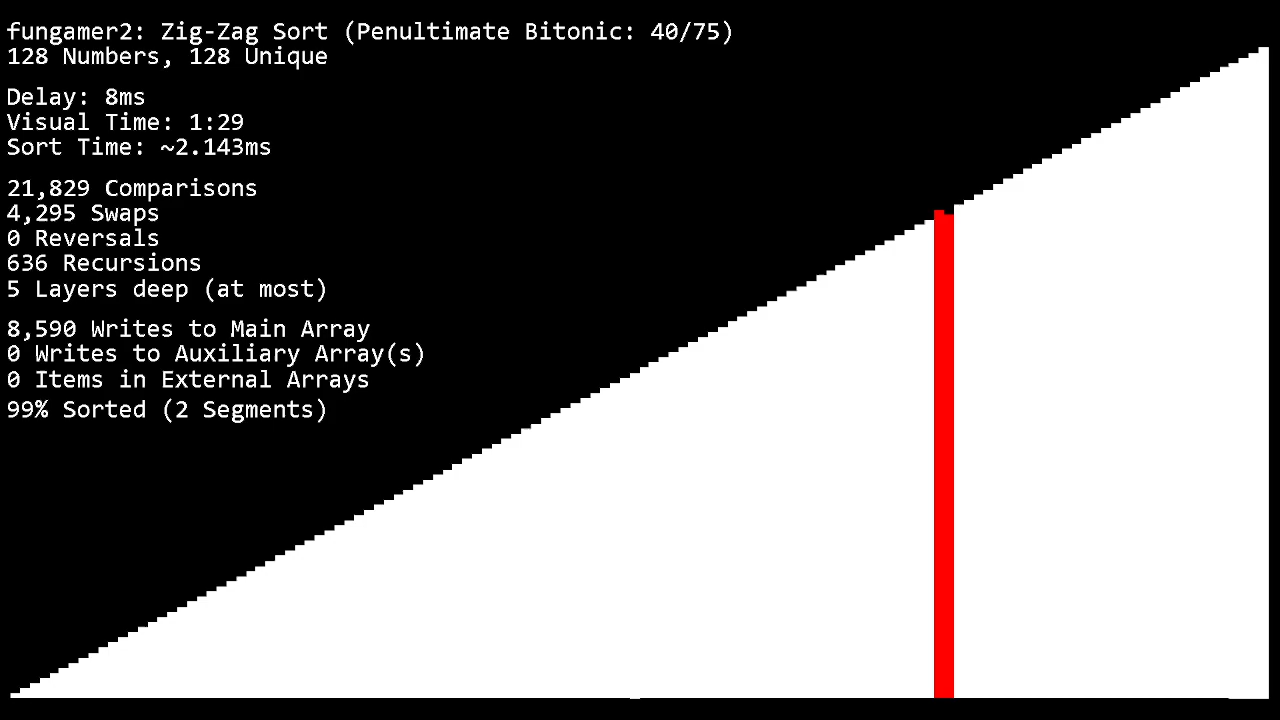 fungamer2: Zig-Zag Sort (Penultimate Bitonic: 40/75)
128 Numbers, 128 Unique
Delay: 8ms
Visual Time: 1:29
Sort Time: ~2.143ms
21,829 Comparisons
4,295 Swaps
0 Reversals
636 Recursions
5 Layers deep (at most)
8,590 Writes to Main Array
0 Writes to Auxiliary Array(s)
0 Items in External Arrays
99% Sorted (2 Segments)